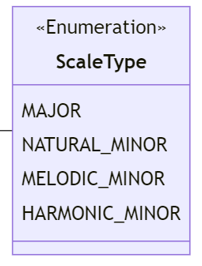 «Enumeration»
ScaleType
MAJOR
NATURAL_MINOR
MELODIC_MINOR
HARMONIC_MINOR